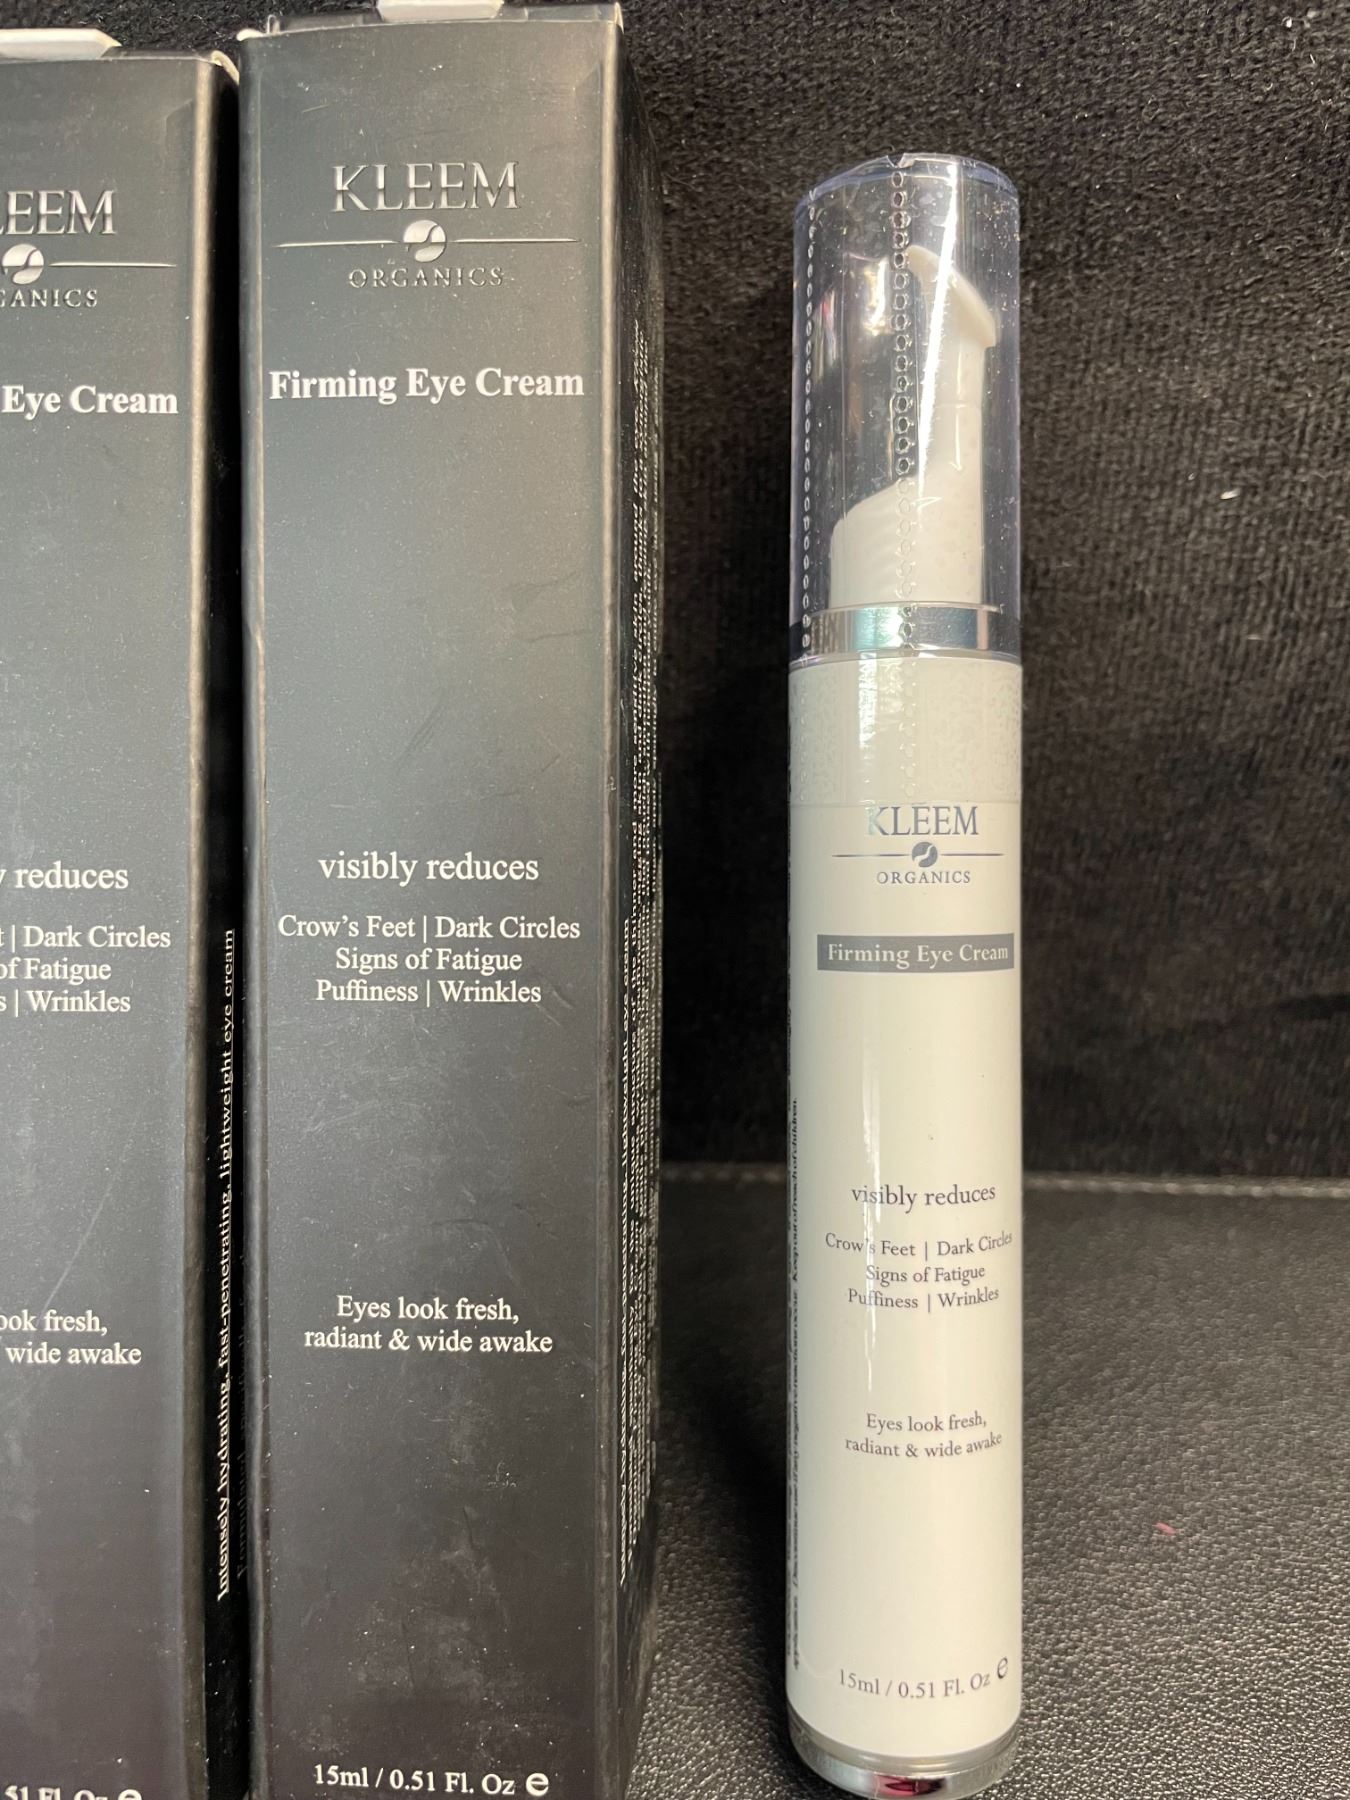 EEM
GANICS
Eye Cream
reduces
Dark Circles
of Fatigue
| Wrinkles
look fresh,
wide awake
Intensely hydrating, fast-penetrating, lightweight eye cream
KLEEM
ORGANICS
Firming Eye Cream
visibly reduces
Crow's Feet | Dark Circles
Signs of Fatigue
Puffiness | Wrinkles
Eyes look fresh,
radiant & wide awake
15ml / 0.51 Fl. Oz e
KLEEM
ORGANICS
Firming Eye Cream
visibly reduces
Crow's Feet | Dark Circles
Signs of Fatigue
Puffiness | Wrinkles
Eyes look fresh,
radiant & wide awake
15ml / 0.51 Fl. Oz e